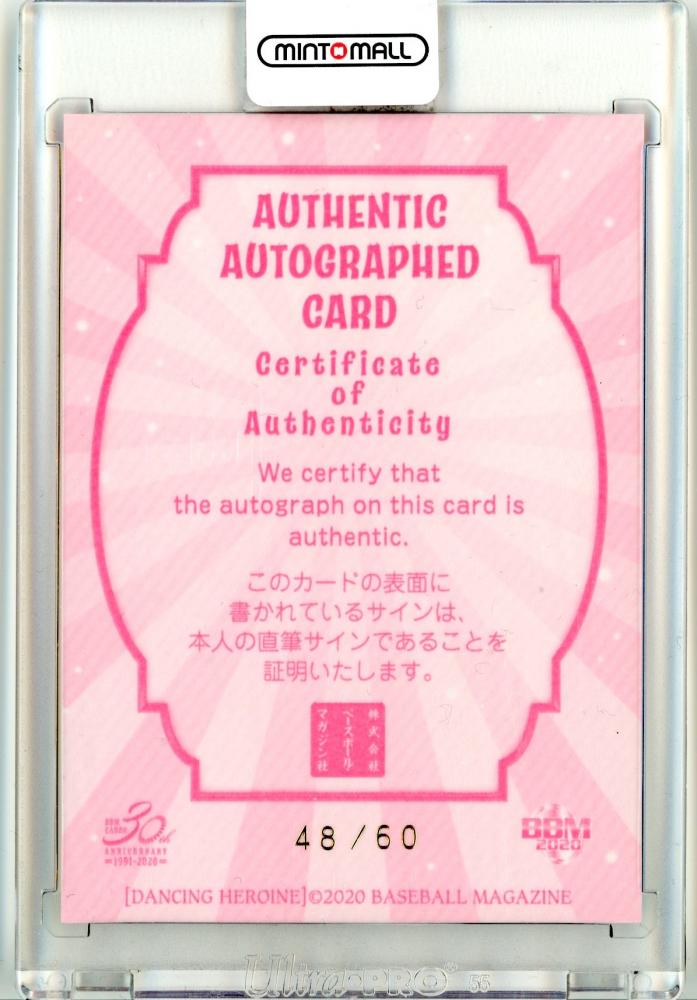 MINTMALL
AUTHENTIC
AUTOGRAPHED
CARD
Certificate
of
Authenticity
We certify that
the autograph on this card is
authentic.
このカードの表面に
書かれているサインは、
本人の直筆サインであることを
証明いたします。
株式会社
ベースボール
マガジン社
BBM CARDS 30th
ANNIVERSARY
1991-2020
48/60
BBM
2020
[DANCING HEROINE]©2020 BASEBALL MAGAZINE
Ultra•PRO®